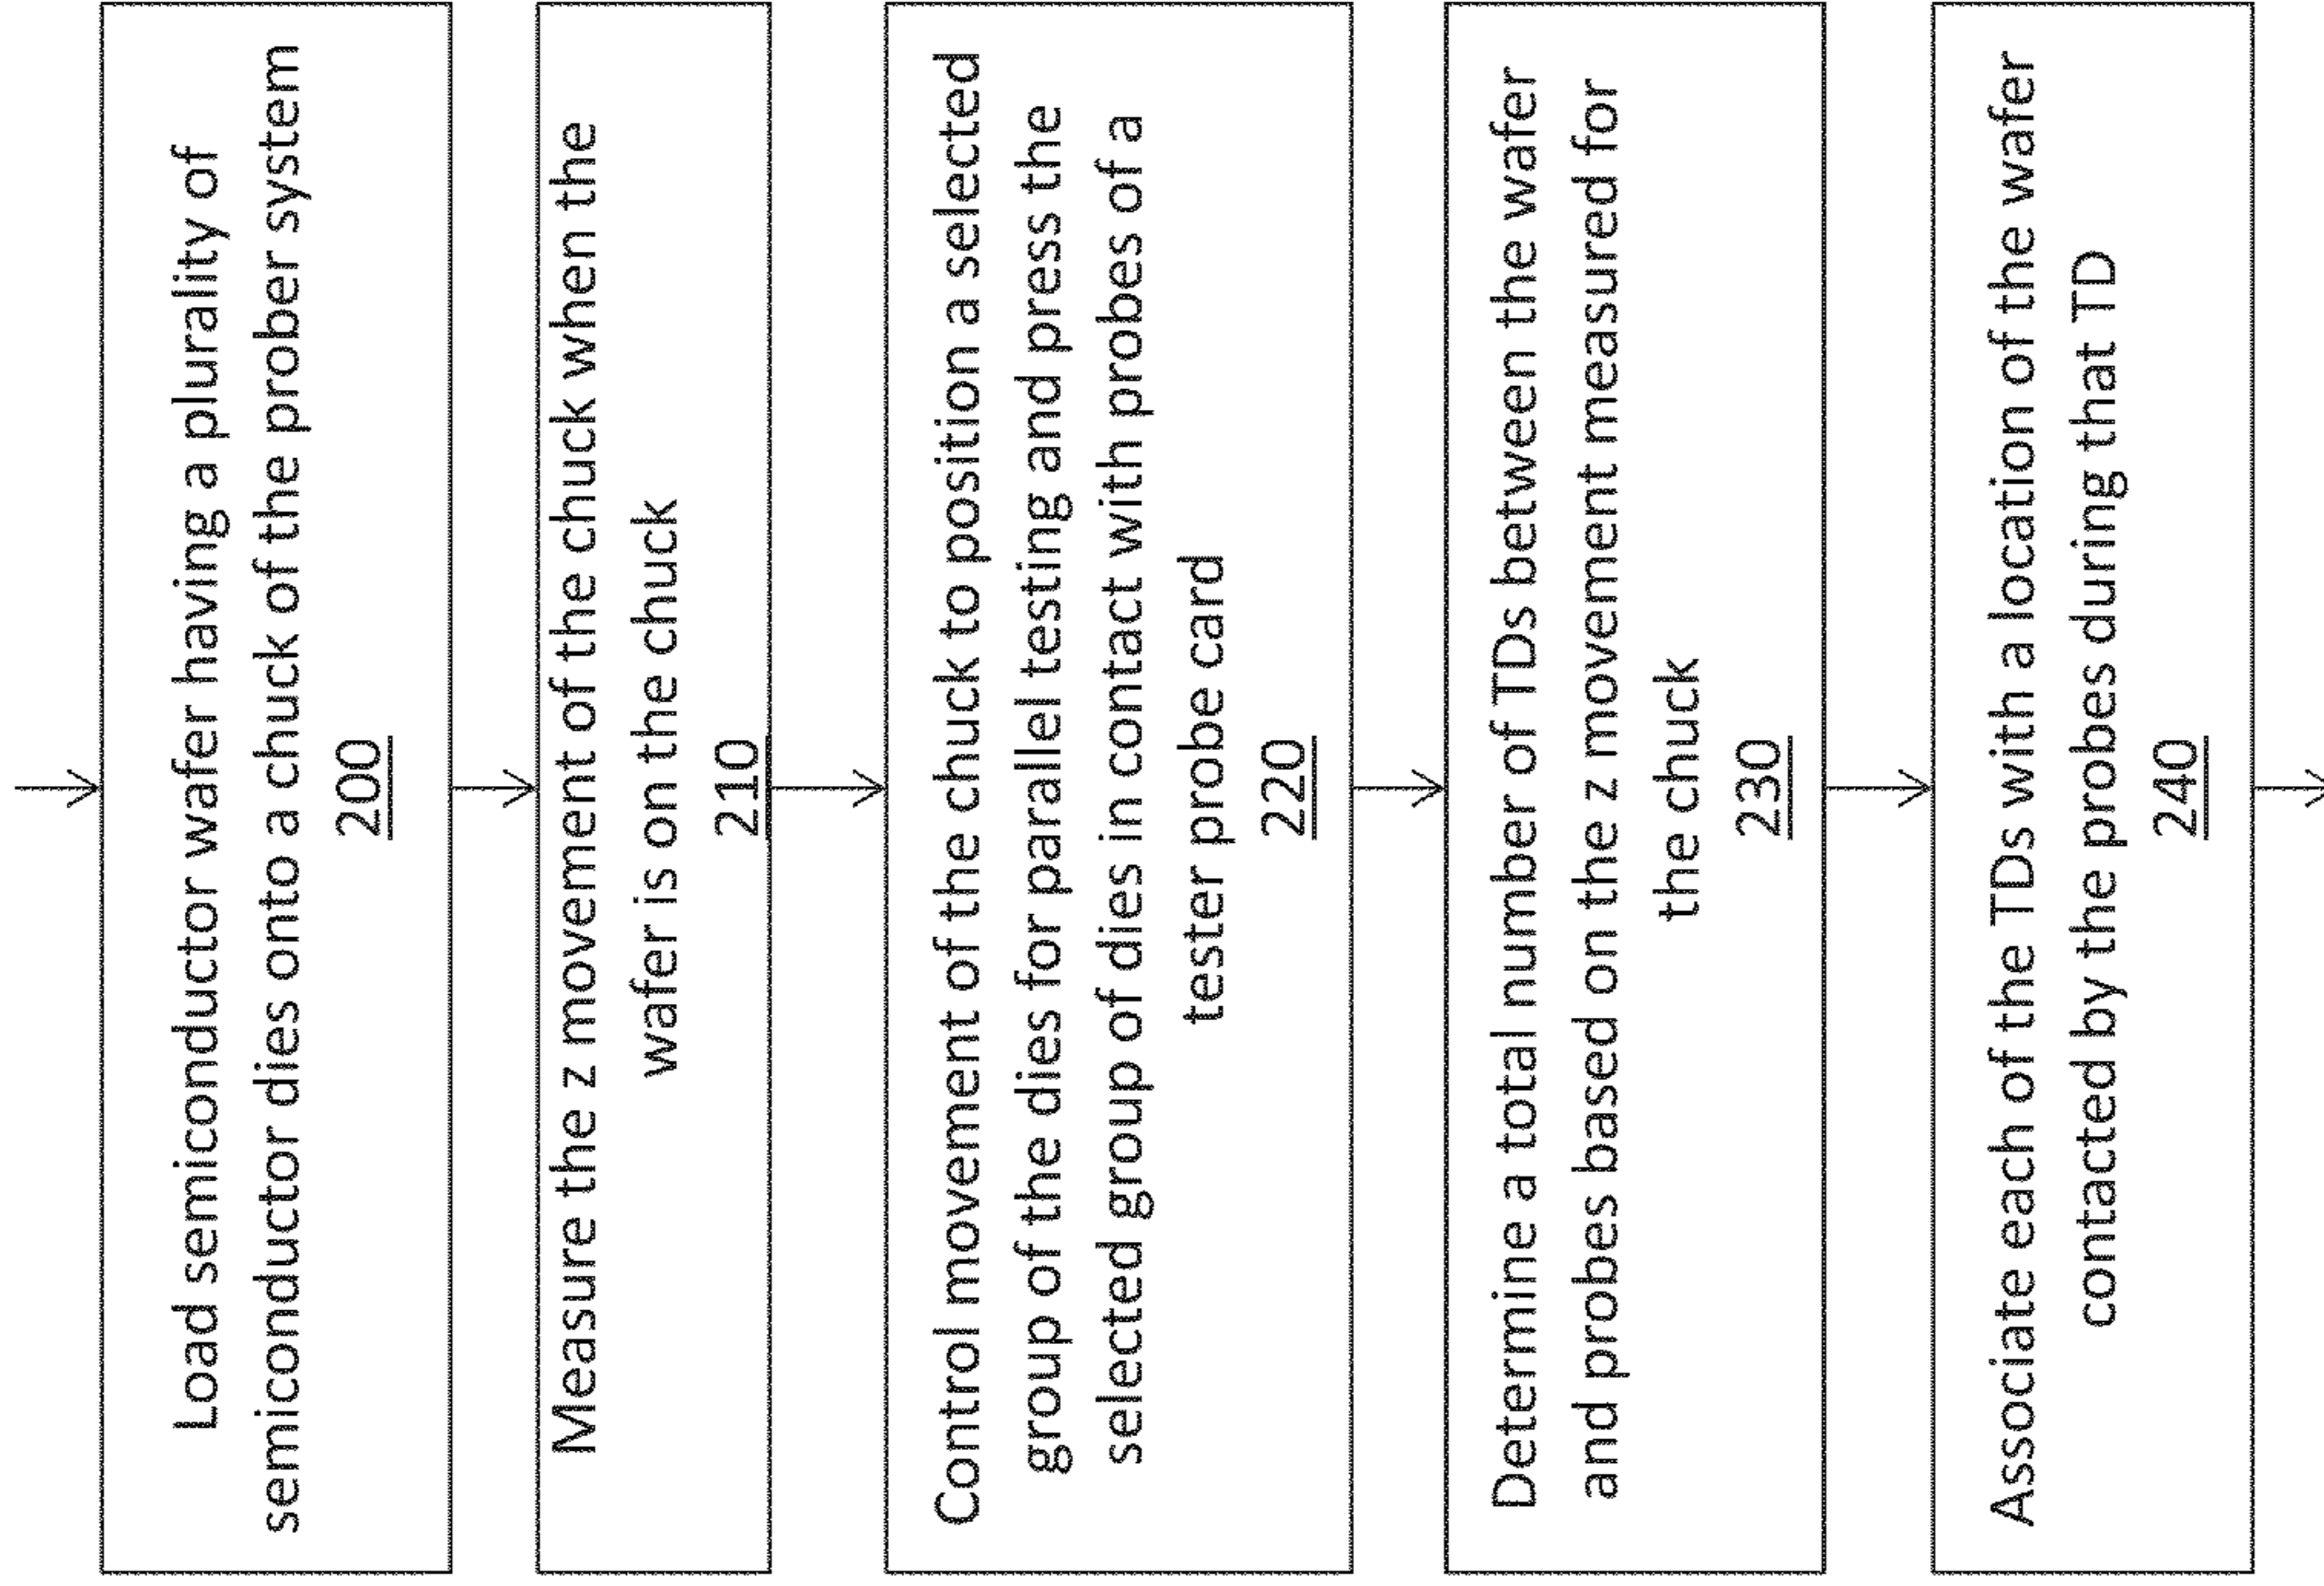 Load semiconductor wafer having a plurality of
semiconductor dies onto a chuck of the prober system
200
Measure the z movement of the chuck when the
wafer is on the chuck
210
Control movement of the chuck to position a selected
group of the dies for parallel testing and press the
selected group of dies in contact with probes of a
tester probe card
220
Determine a total number of TDs between the wafer
and probes based on the z movement measured for
the chuck
230
Associate each of the TDs with a location of the wafer
contacted by the probes during that TD
240